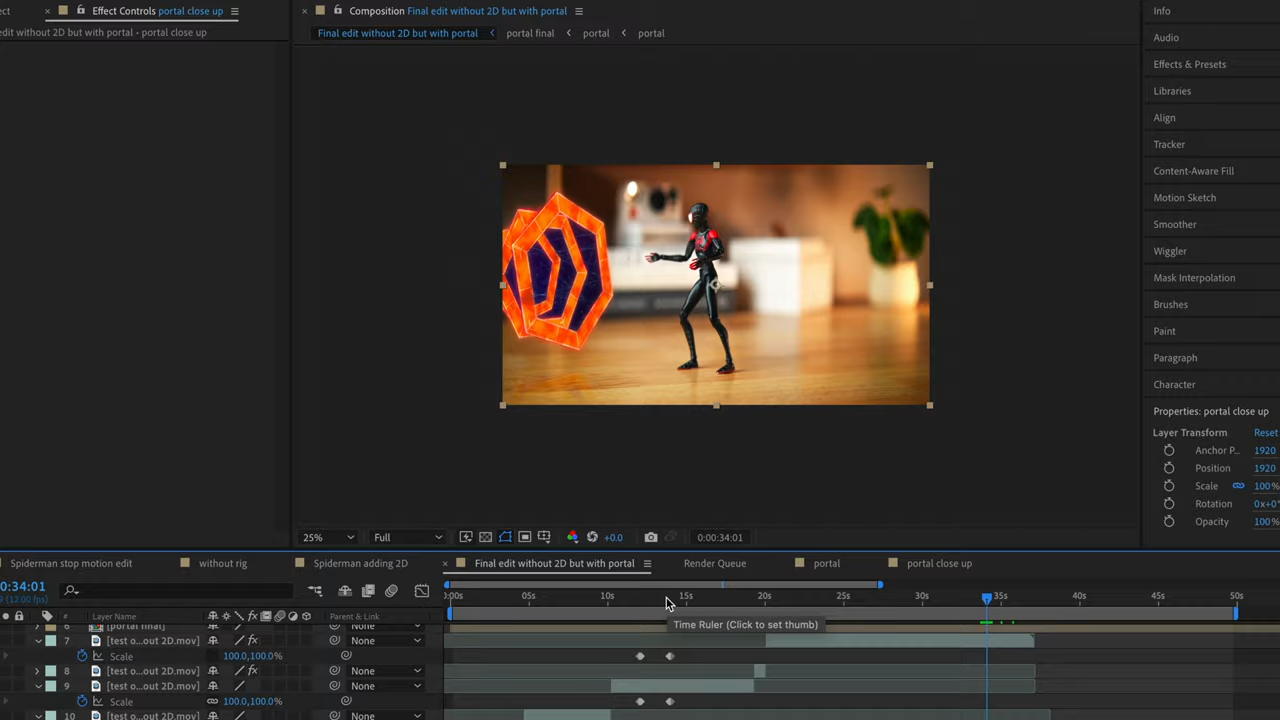 ect × Effect Controls portal close up
edit without 2D but with portal • portal close up
× Composition Final edit without 2D but with portal
Final edit without 2D but with portal portal final portal portal
Info
Audio
Effects & Presets
Libraries
Align
Tracker
Content-Aware Fill
Motion Sketch
Smoother
Wiggler
Mask Interpolation
Brushes
Paint
Paragraph
Character
Properties: portal close up
Layer Transform Reset
Anchor P... 1920
Position 1920
Scale 100%
Rotation 0x+0°
Opacity 100%
25% Full +0.0 0:00:34:01
Spiderman stop motion edit without rig Spiderman adding 2D × Final edit without 2D but with portal Render Queue portal portal close up
0:34:01
(12.00 fps)
:00s 05s 10s 15s 20s 25s 30s 35s 40s 45s 50s
Time Ruler (Click to set thumb)
# Layer Name Parent & Link
6 [portal final] None
7 [test o...out 2D.mov] None
Scale 100.0,100.0%
8 [test o...out 2D.mov] None
9 [test o...out 2D.mov] None
Scale 100.0,100.0%
10 [test o...out 2D.mov] None